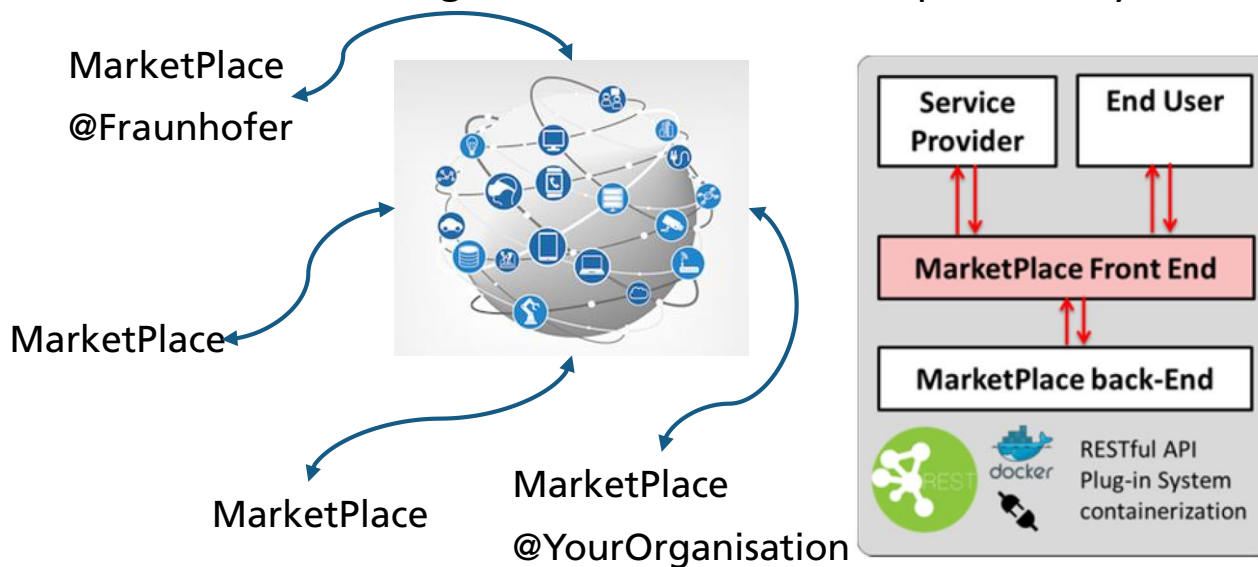 MarketPlace
@Fraunhofer
MarketPlace
MarketPlace
MarketPlace
@YourOrganisation
Service
Provider
End User
MarketPlace Front End
MarketPlace back-End
REST
docker
RESTful API
Plug-in System
containerization